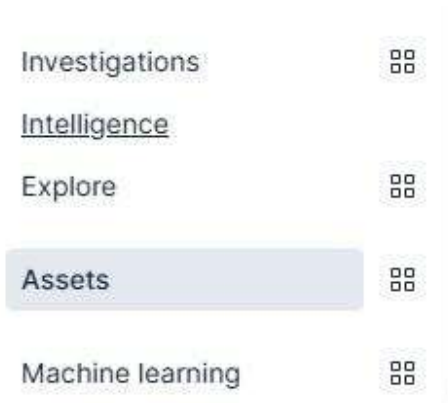 Investigations
Intelligence
Explore
Assets
Machine learning